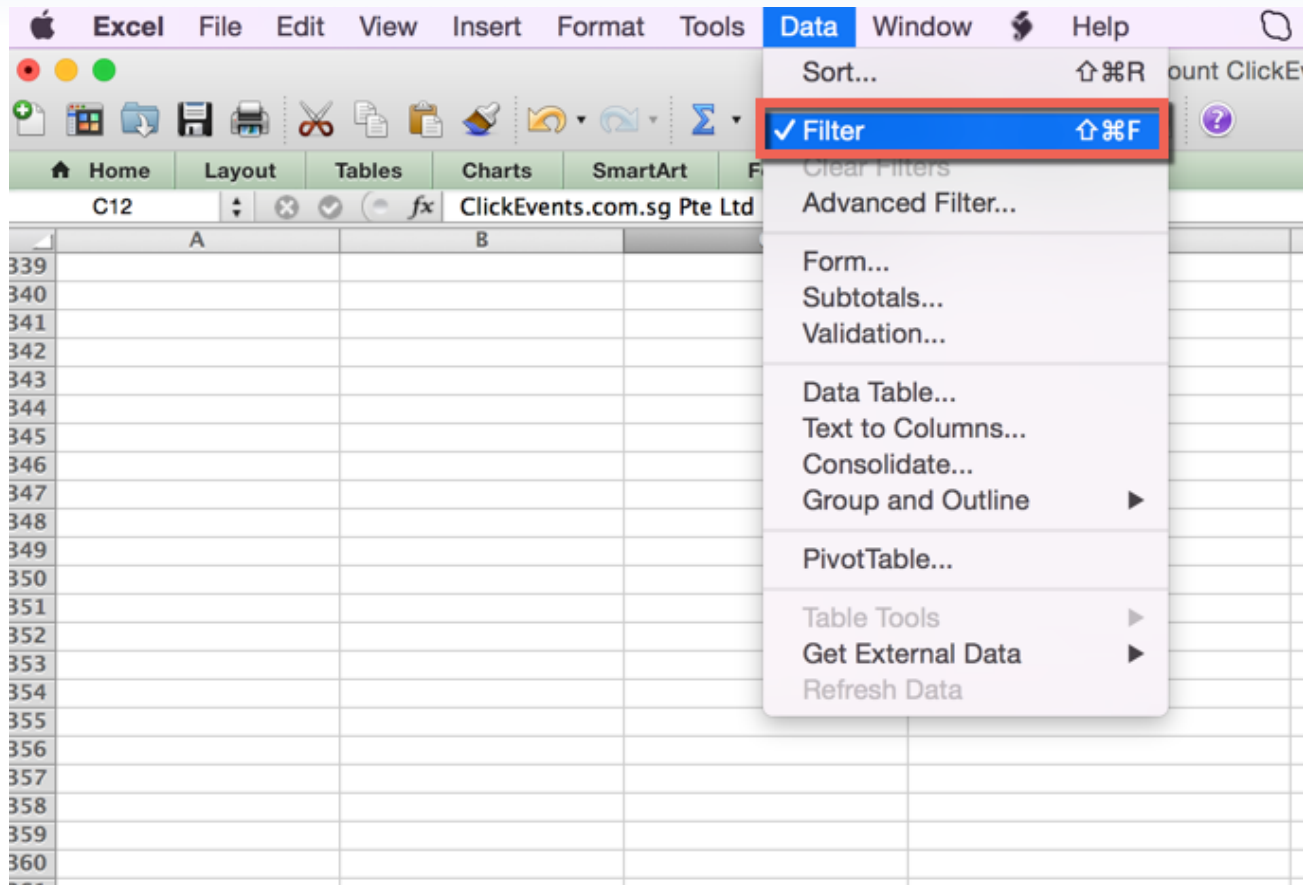 Excel File Edit View Insert Format Tools Data Window Help
Sort... ⇧⌘R ount ClickE
✓ Filter ⇧⌘F
Home Layout Tables Charts SmartArt F
Clear Filters
C12 fx ClickEvents.com.sg Pte Ltd
Advanced Filter...
A B
339
Form...
340
Subtotals...
341
Validation...
342
343
Data Table...
344
Text to Columns...
345
346
Consolidate...
347
Group and Outline ▶
348
349
PivotTable...
350
351
Table Tools ▶
352
353
Get External Data ▶
354
Refresh Data
355
356
357
358
359
360